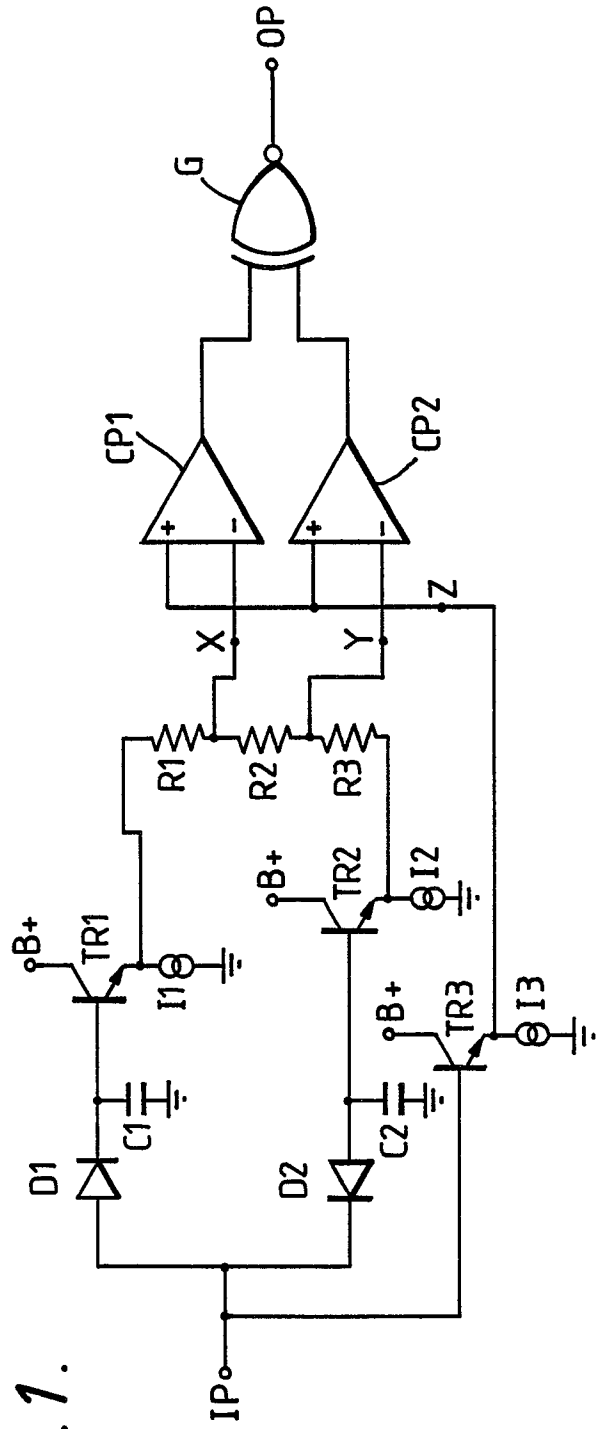 .1.
IP
D1
C1
B+
TR1
I1
D2
C2
B+
TR2
I2
B+
TR3
I3
R1
R2
R3
X
Y
Z
CP1
+
-
CP2
+
-
G
OP